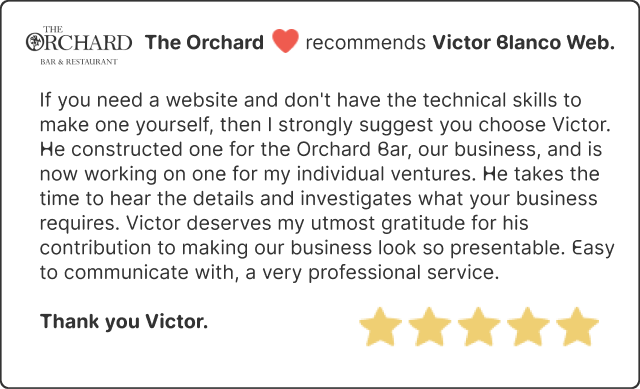 THE
ORCHARD
BAR & RESTAURANT
The Orchard ❤ recommends Victor Blanco Web.
If you need a website and don't have the technical skills to
make one yourself, then I strongly suggest you choose Victor.
He constructed one for the Orchard Bar, our business, and is
now working on one for my individual ventures. He takes the
time to hear the details and investigates what your business
requires. Victor deserves my utmost gratitude for his
contribution to making our business look so presentable. Easy
to communicate with, a very professional service.
Thank you Victor.